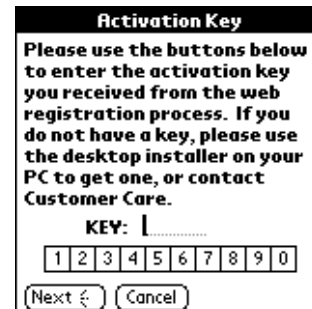 Activation Key
Please use the buttons below
to enter the activation key
you received from the web
registration process. If you
do not have a key, please use
the desktop installer on your
PC to get one, or contact
Customer Care.
KEY:
1 2 3 4 5 6 7 8 9 0
Next Cancel